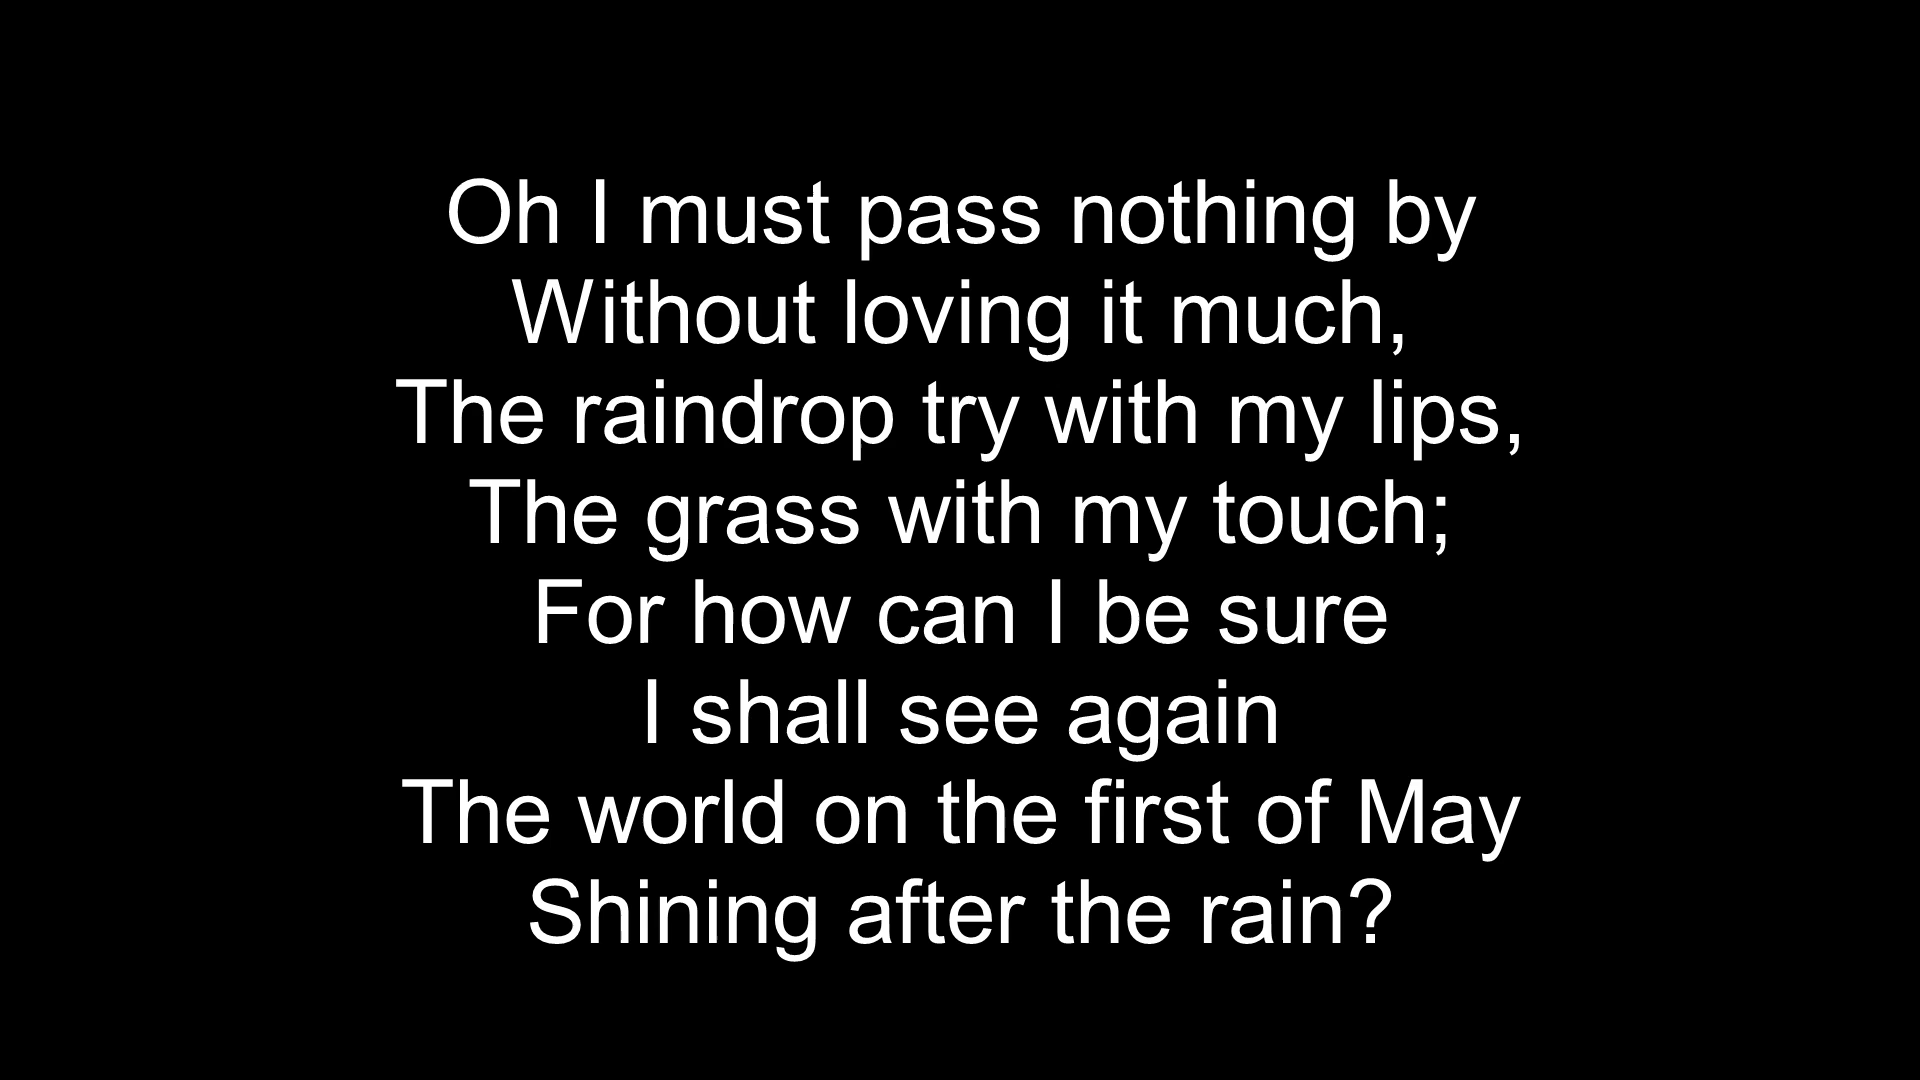 Oh I must pass nothing by
Without loving it much,
The raindrop try with my lips,
The grass with my touch;
For how can I be sure
I shall see again
The world on the first of May
Shining after the rain?